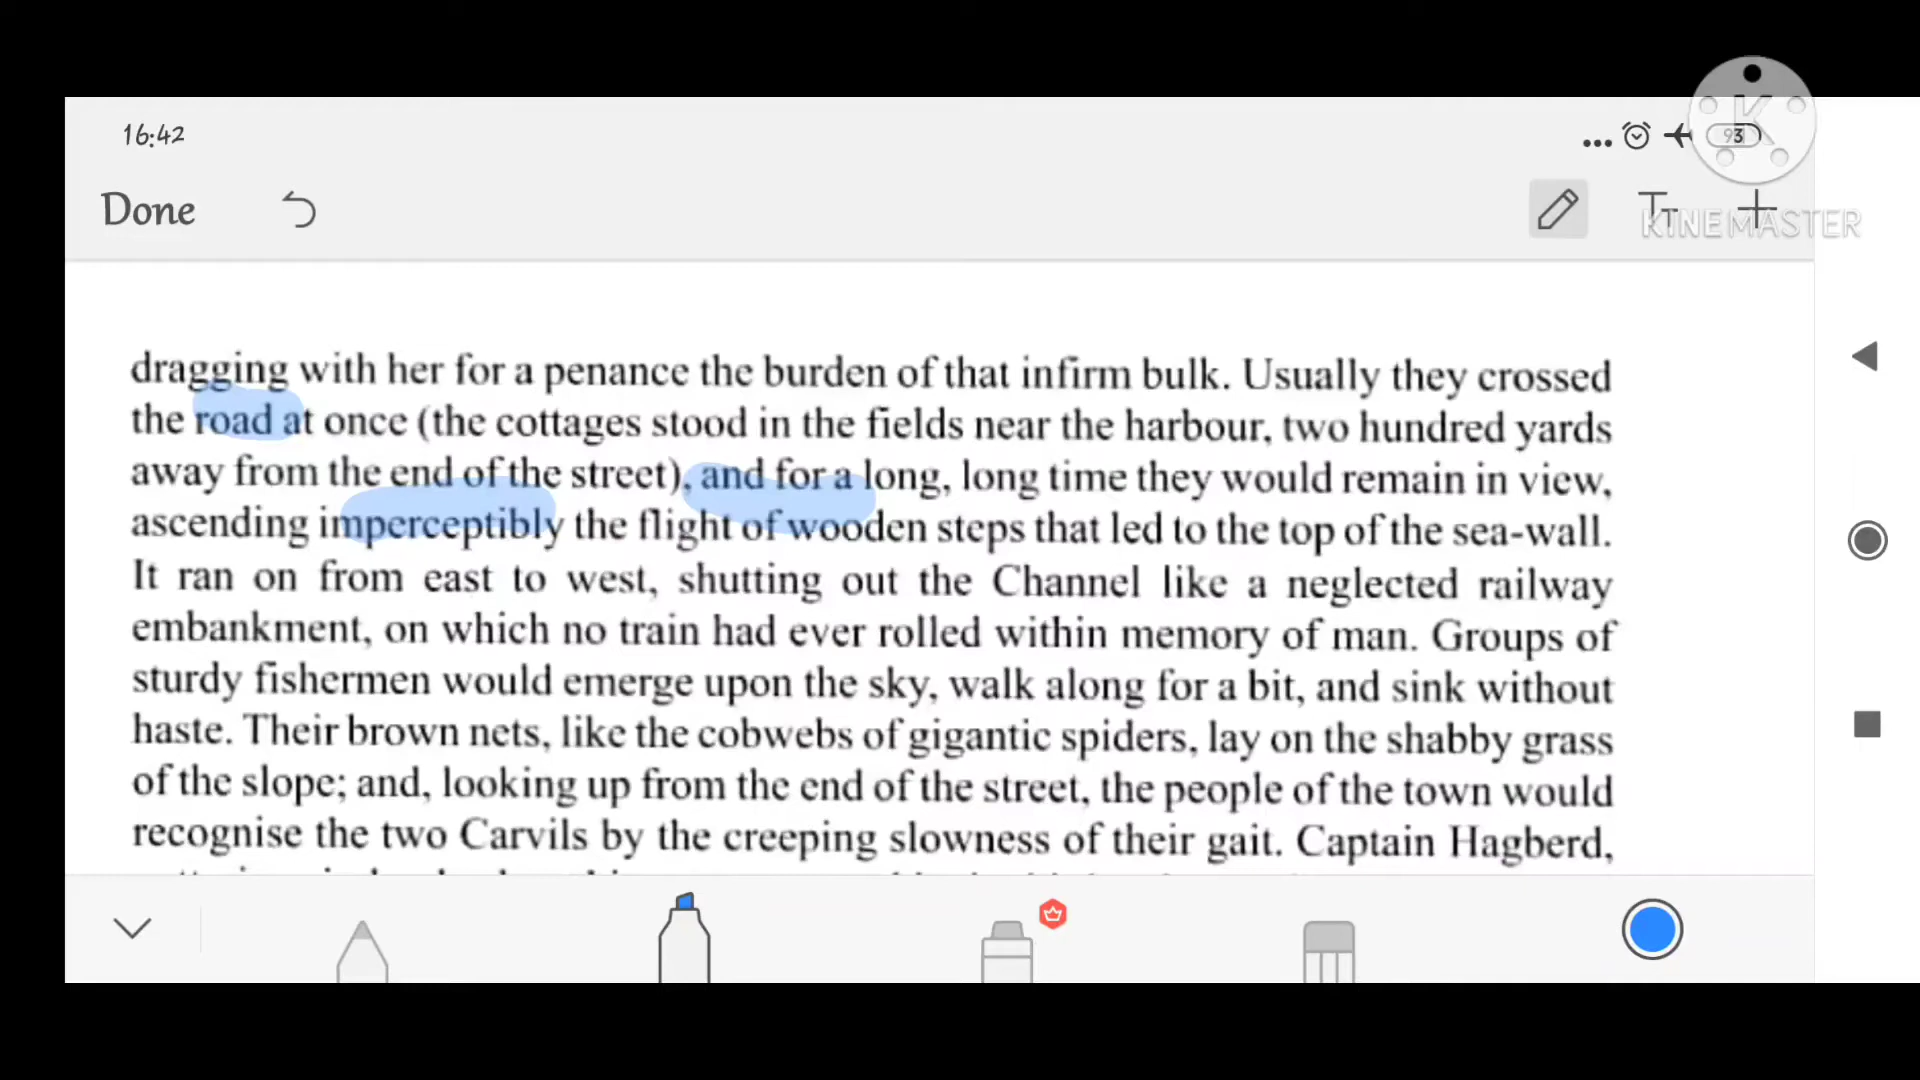 16:42
93
Done
Tт
KINEMASTER
dragging with her for a penance the burden of that infirm bulk. Usually they crossed
the road at once (the cottages stood in the fields near the harbour, two hundred yards
away from the end of the street), and for a long, long time they would remain in view,
ascending imperceptibly the flight of wooden steps that led to the top of the sea-wall.
It ran on from east to west, shutting out the Channel like a neglected railway
embankment, on which no train had ever rolled within memory of man. Groups of
sturdy fishermen would emerge upon the sky, walk along for a bit, and sink without
haste. Their brown nets, like the cobwebs of gigantic spiders, lay on the shabby grass
of the slope; and, looking up from the end of the street, the people of the town would
recognise the two Carvils by the creeping slowness of their gait. Captain Hagberd,